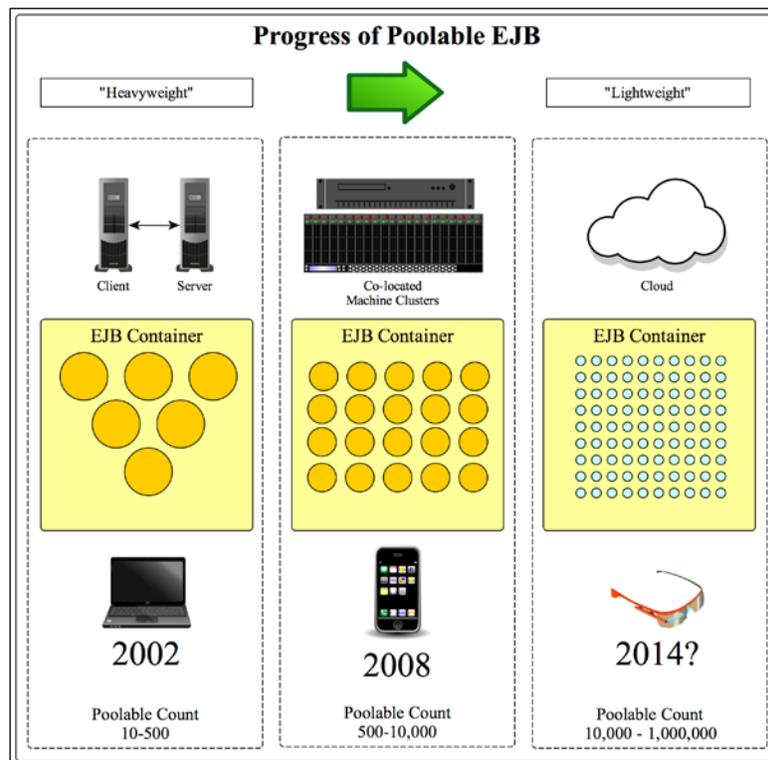 Progress of Poolable EJB
"Heavyweight"
"Lightweight"
Client
Server
Co-located
Machine Clusters
Cloud
EJB Container
EJB Container
EJB Container
2002
2008
2014?
Poolable Count
10-500
Poolable Count
500-10,000
Poolable Count
10,000 - 1,000,000